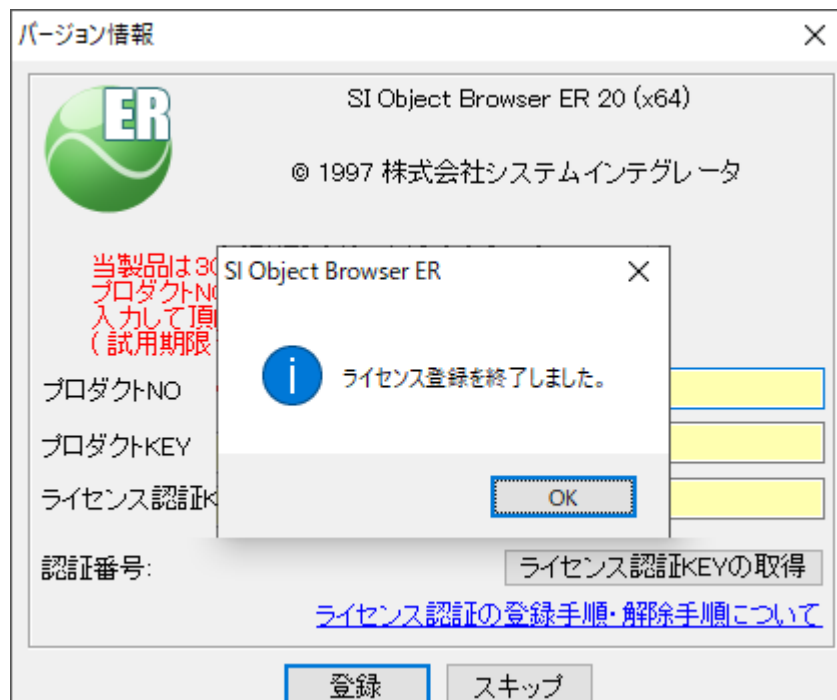 バージョン情報
ER
SI Object Browser ER 20 (x64)
© 1997 株式会社システムインテグレータ
当製品は30
プロダクトNO
入力して頂
(試用期限
SI Object Browser ER
ライセンス登録を終了しました。
OK
プロダクトNO
プロダクトKEY
ライセンス認証K
認証番号:
ライセンス認証KEYの取得
ライセンス認証の登録手順・解除手順について
登録
スキップ